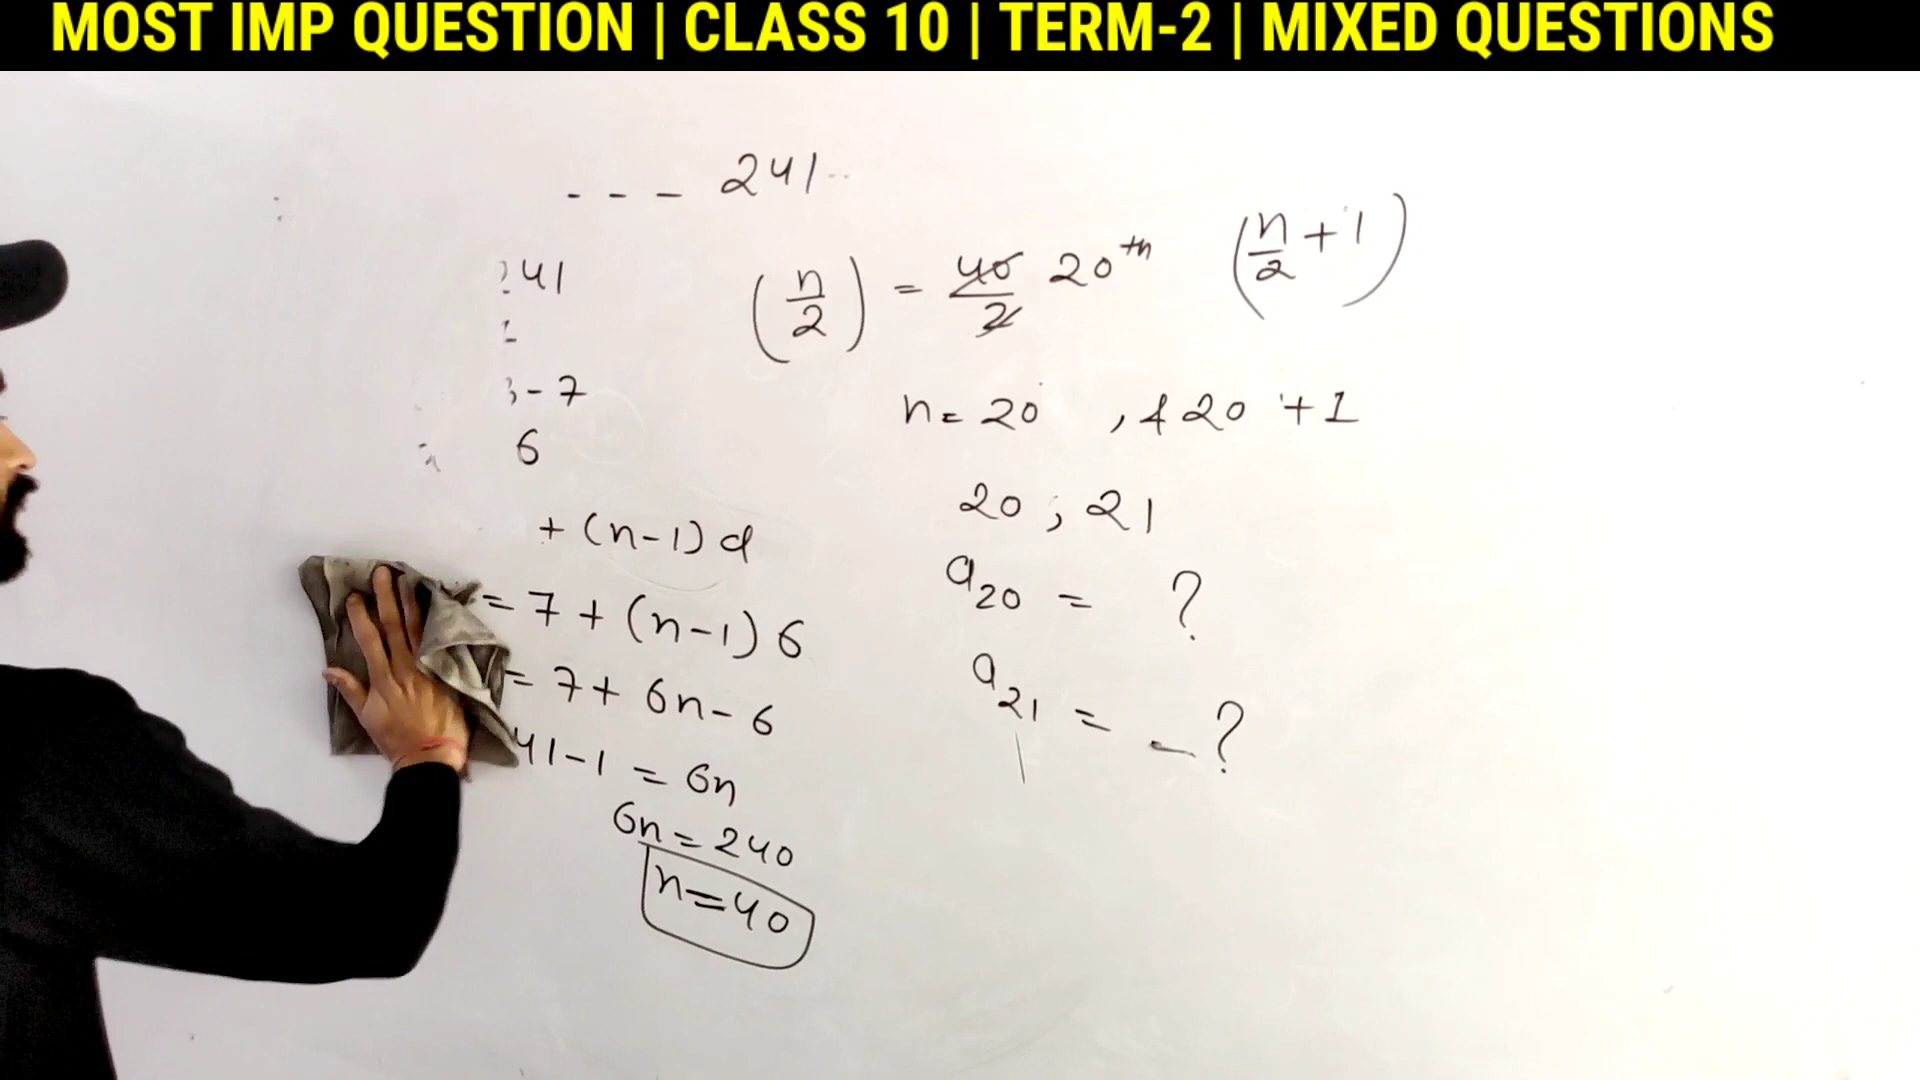 MOST IMP QUESTION | CLASS 10 | TERM-2 | MIXED QUESTIONS
- - - 241
41
- 7
6
+ (n-1) d
= 7 + (n-1) 6
= 7 + 6n - 6
41 - 1 = 6n
6n = 240
n = 40
(n/2) = 40/2 20th (n/2 + 1)
n = 20 , & 20 + 1
20 ; 21
a20 = ?
a21 = - ?